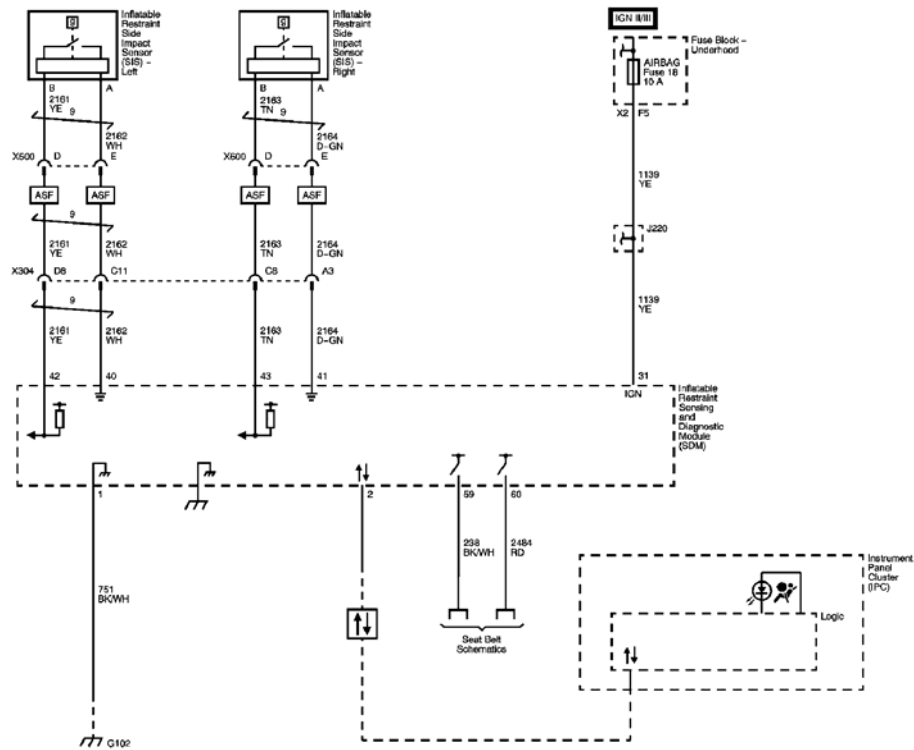 Inflatable
Restraint
Side
Impact
Sensor
(SIS) –
Left
Inflatable
Restraint
Side
Impact
Sensor
(SIS) –
Right
IGN II/III
Fuse Block –
Underhood
AIRBAG
Fuse 18
10 A
B
A
B
A
X2
F5
2161
YE
9
2162
WH
2163
TN
9
2164
D-GN
X500
D
E
X600
D
E
ASF
ASF
ASF
ASF
1139
YE
9
J220
2161
YE
2162
WH
2163
TN
2164
D-GN
X304
D8
C11
C8
A3
9
2161
YE
2162
WH
2163
TN
2164
D-GN
1139
YE
42
40
43
41
31
IGN
Inflatable
Restraint
Sensing
and
Diagnostic
Module
(SDM)
1
2
59
60
751
BK/WH
238
BK/WH
2484
RD
Seat Belt
Schematics
Instrument
Panel
Cluster
(IPC)
Logic
G102